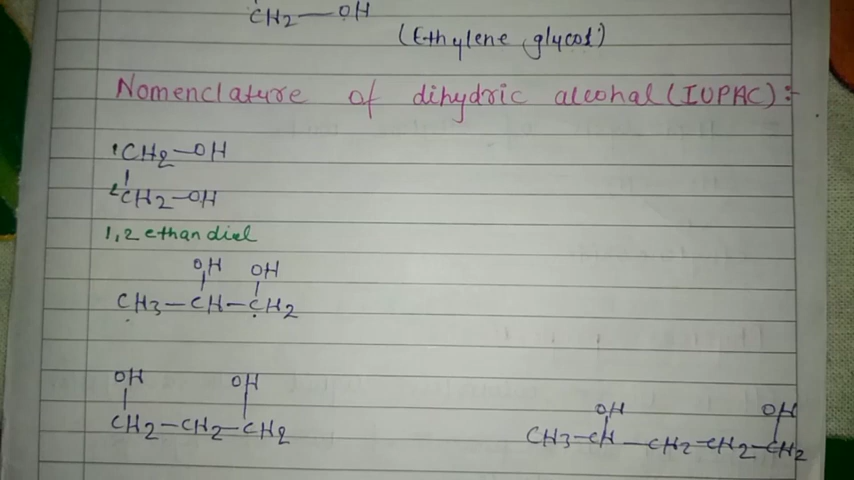 CH2—OH
(Ethylene glycol)
Nomenclature of dihydric alcohal (IUPAC):-
1CH2—OH
2CH2—OH
1,2 ethandiol
OH OH
CH3—CH—CH2
OH OH
CH2—CH2—CH2
OH OH
CH3—CH—CH2—CH2—CH2